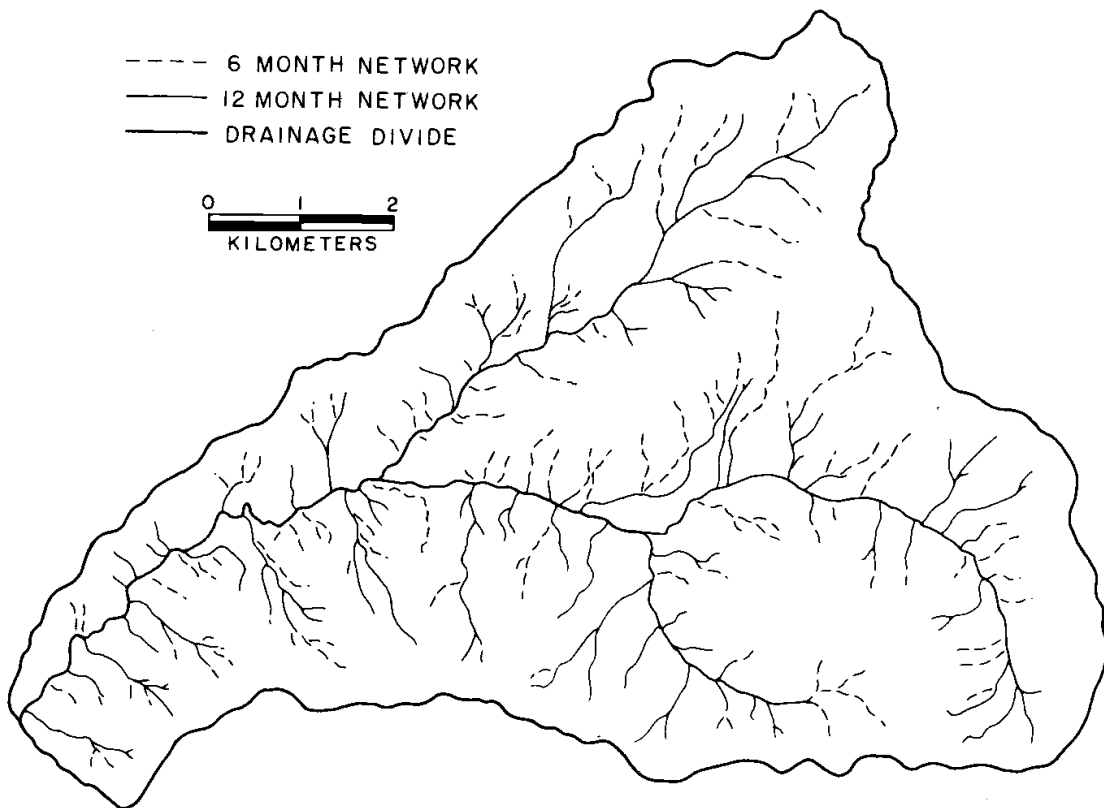 6 MONTH NETWORK
12 MONTH NETWORK
DRAINAGE DIVIDE
0 1 2
KILOMETERS